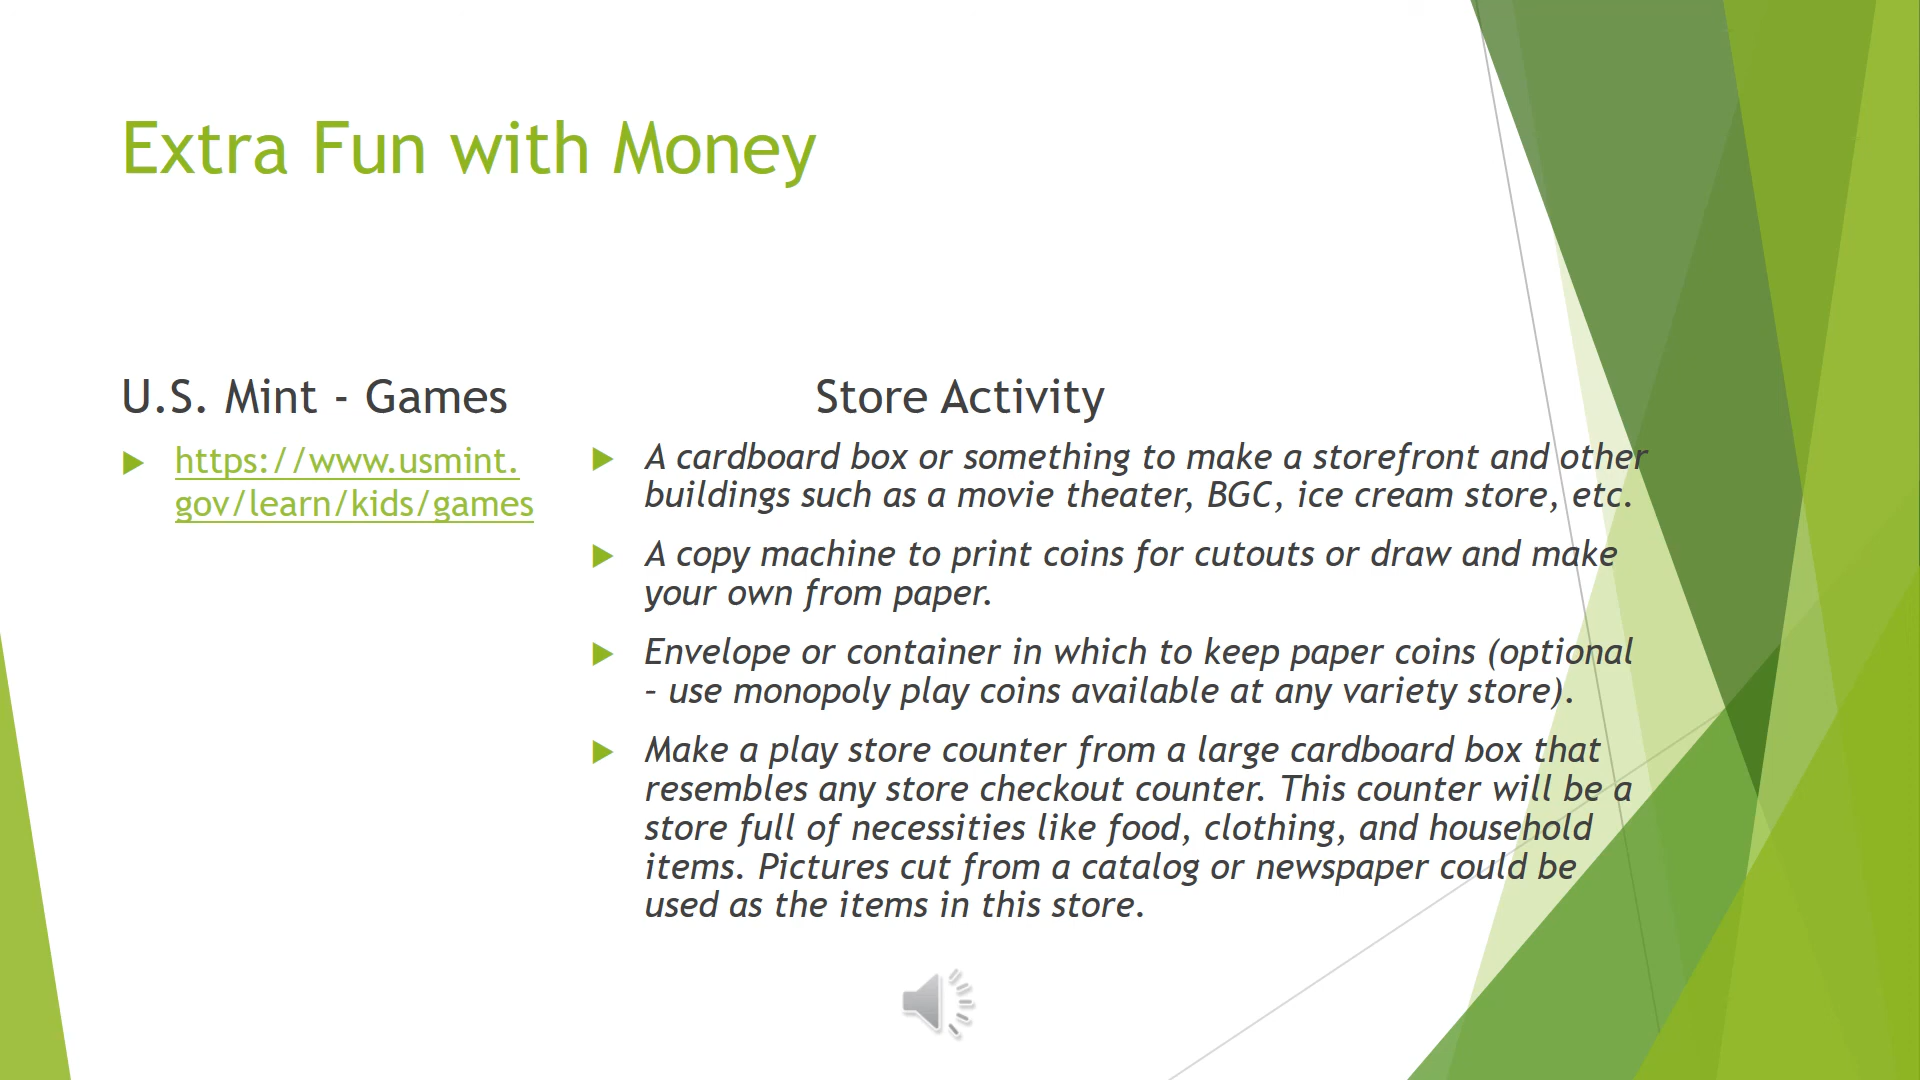 Extra Fun with Money
U.S. Mint - Games
https://www.usmint.
gov/learn/kids/games
Store Activity
A cardboard box or something to make a storefront and other
buildings such as a movie theater, BGC, ice cream store, etc.
A copy machine to print coins for cutouts or draw and make
your own from paper.
Envelope or container in which to keep paper coins (optional
– use monopoly play coins available at any variety store).
Make a play store counter from a large cardboard box that
resembles any store checkout counter. This counter will be a
store full of necessities like food, clothing, and household
items. Pictures cut from a catalog or newspaper could be
used as the items in this store.